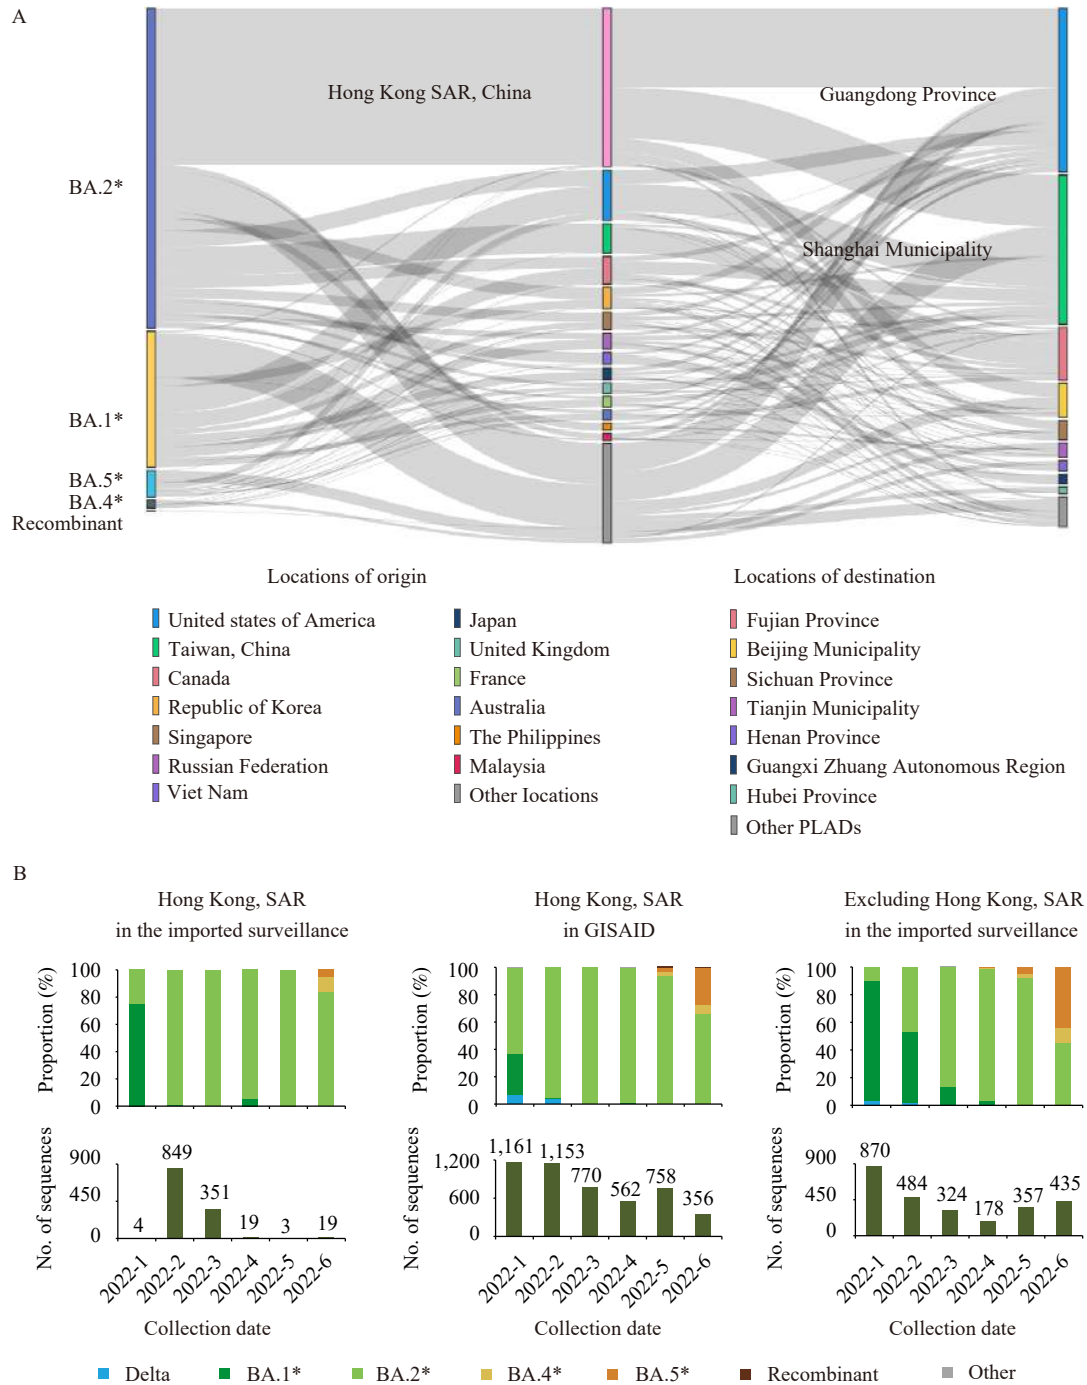 A
Hong Kong SAR, China
Guangdong Province
BA.2*
Shanghai Municipality
BA.1*
BA.5*
BA.4*
Recombinant
Locations of origin
Locations of destination
United states of America
Japan
Fujian Province
Taiwan, China
United Kingdom
Beijing Municipality
Canada
France
Sichuan Province
Republic of Korea
Australia
Tianjin Municipality
Singapore
The Philippines
Henan Province
Russian Federation
Malaysia
Guangxi Zhuang Autonomous Region
Viet Nam
Other Iocations
Hubei Province
Other PLADs
B
Hong Kong, SAR
in the imported surveillance
Hong Kong, SAR
in GISAID
Excluding Hong Kong, SAR
in the imported surveillance
Proportion (%)
100
80
60
40
20
0
Proportion (%)
100
80
60
40
20
0
Proportion (%)
100
80
60
40
20
0
No. of sequences
900
450
0
4
849
351
19
3
19
2022-1
2022-2
2022-3
2022-4
2022-5
2022-6
Collection date
No. of sequences
1,200
600
0
1,161
1,153
770
562
758
356
2022-1
2022-2
2022-3
2022-4
2022-5
2022-6
Collection date
No. of sequences
900
450
0
870
484
324
178
357
435
2022-1
2022-2
2022-3
2022-4
2022-5
2022-6
Collection date
Delta
BA.1*
BA.2*
BA.4*
BA.5*
Recombinant
Other